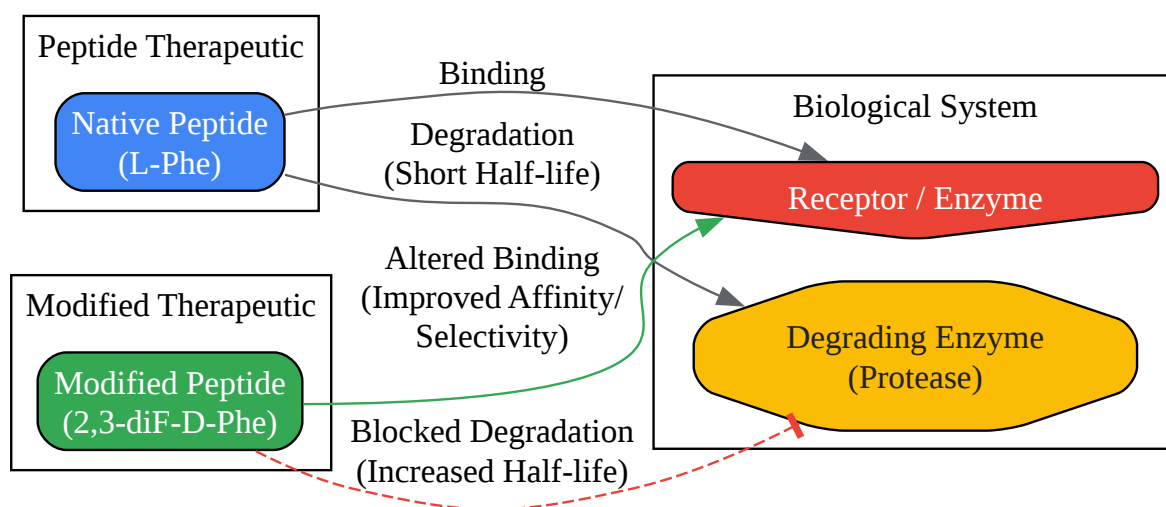 Peptide Therapeutic
Native Peptide
(L-Phe)
Binding
Degradation
(Short Half-life)
Biological System
Receptor / Enzyme
Modified Therapeutic
Modified Peptide
(2,3-diF-D-Phe)
Altered Binding
(Improved Affinity/
Selectivity)
Degrading Enzyme
(Protease)
Blocked Degradation
(Increased Half-life)